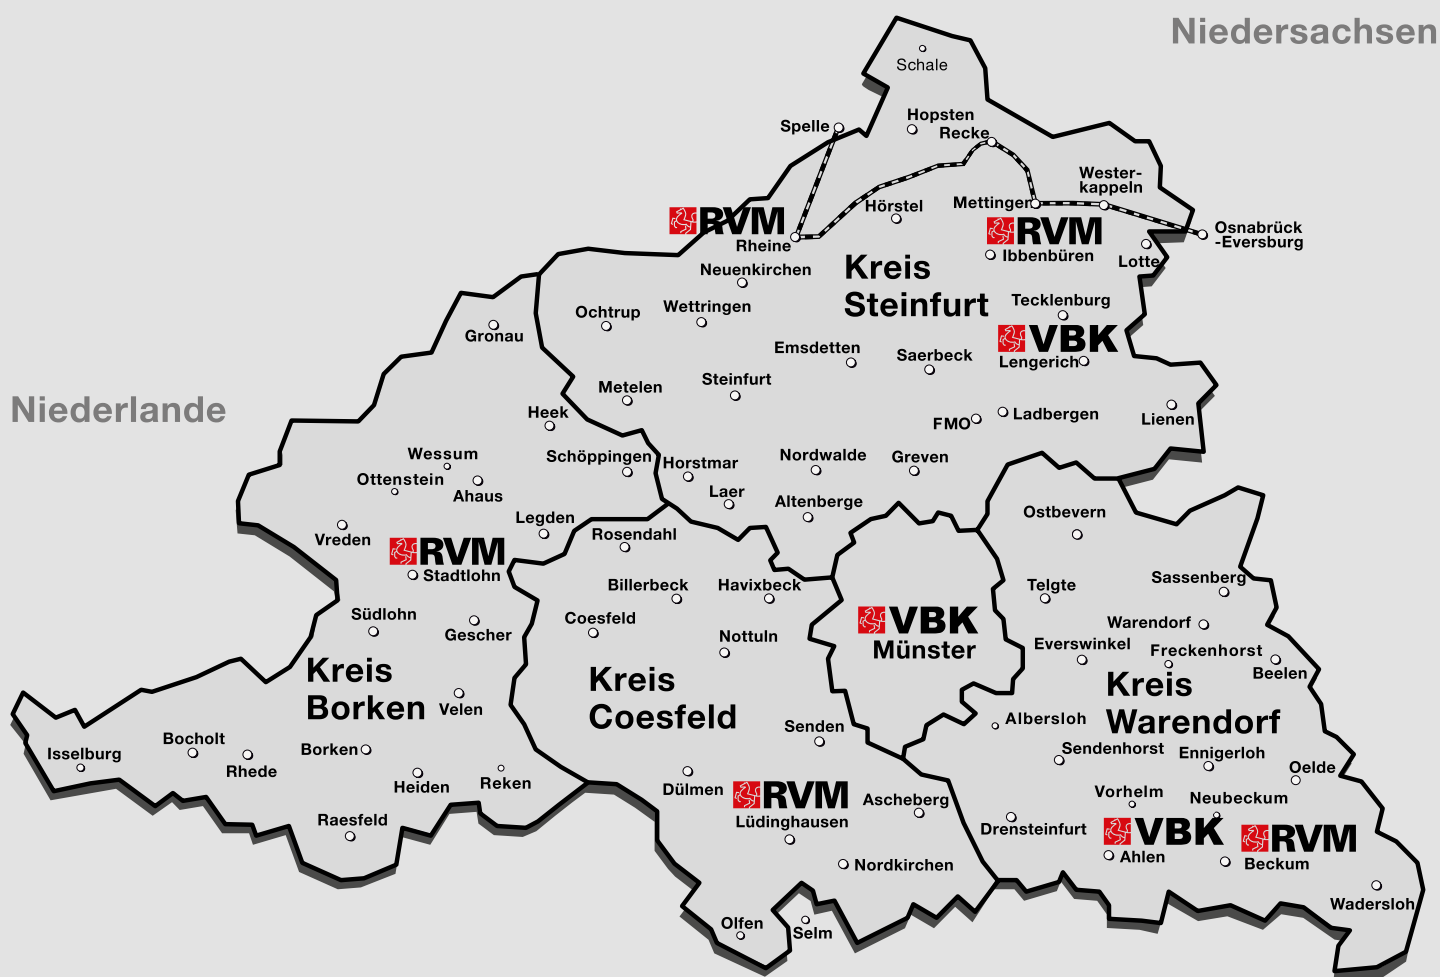 Niedersachsen
Schale
Hopsten
Spelle
Recke
Wester-
kappeln
Mettingen
Hörstel
RVM
Rheine
RVM
Ibbenbüren
Osnabrück
-Eversburg
Lotte
Neuenkirchen
Kreis
Steinfurt
Tecklenburg
Wettringen
Ochtrup
Gronau
VBK
Lengerich
Emsdetten
Saerbeck
Steinfurt
Metelen
Niederlande
Heek
FMO
Ladbergen
Lienen
Wessum
Schöppingen
Horstmar
Nordwalde
Greven
Ottenstein
Ahaus
Laer
Altenberge
Legden
Ostbevern
Vreden
Rosendahl
RVM
Stadtlohn
Billerbeck
Havixbeck
Telgte
Sassenberg
Südlohn
Gescher
Coesfeld
Nottuln
VBK
Münster
Warendorf
Everswinkel
Freckenhorst
Beelen
Kreis
Borken
Kreis
Coesfeld
Kreis
Warendorf
Velen
Senden
Albersloh
Sendenhorst
Ennigerloh
Oelde
Isselburg
Bocholt
Rhede
Borken
Heiden
Reken
Dülmen
RVM
Lüdinghausen
Ascheberg
Vorhelm
Neubeckum
Raesfeld
Drensteinfurt
VBK
Ahlen
RVM
Beckum
Nordkirchen
Wadersloh
Olfen
Selm